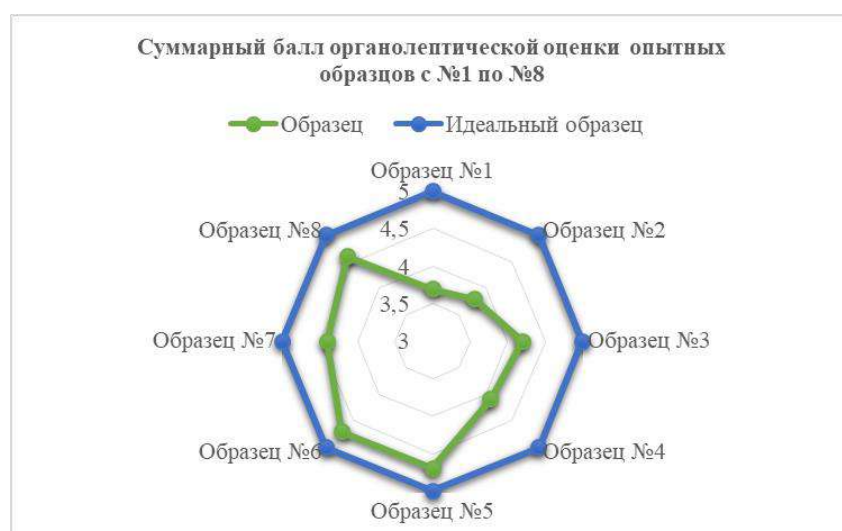 Суммарный балл органолептической оценки опытных
образцов с №1 по №8
Образец
Идеальный образец
Образец №1
5
Образец №8
4,5
Образец №2
4
3,5
Образец №7
3
Образец №3
Образец №6
Образец №4
Образец №5